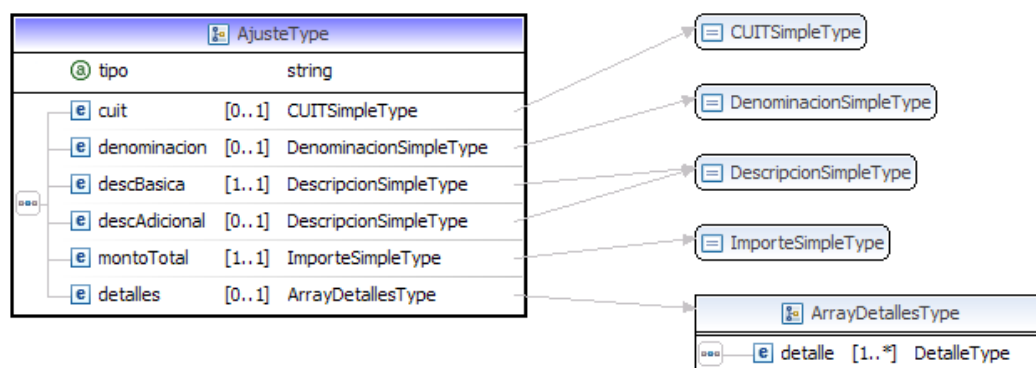 AjusteType
a tipo string
e cuit [0..1] CUITSimpleType
e denominacion [0..1] DenominacionSimpleType
e descBasica [1..1] DescripcionSimpleType
e descAdicional [0..1] DescripcionSimpleType
e montoTotal [1..1] ImporteSimpleType
e detalles [0..1] ArrayDetallesType
CUITSimpleType
DenominacionSimpleType
DescripcionSimpleType
ImporteSimpleType
ArrayDetallesType
e detalle [1..*] DetalleType